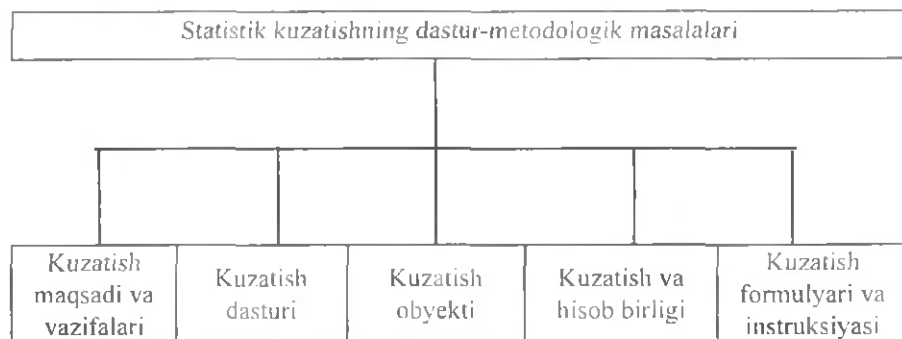 Statistik kuzatishning dastur-metodologik masalalari
Kuzatish
maqsadi va
vazifalari
Kuzatish
dasturi
Kuzatish
obyekti
Kuzatish va
hisob birligi
Kuzatish
formulyari va
instruksiyasi